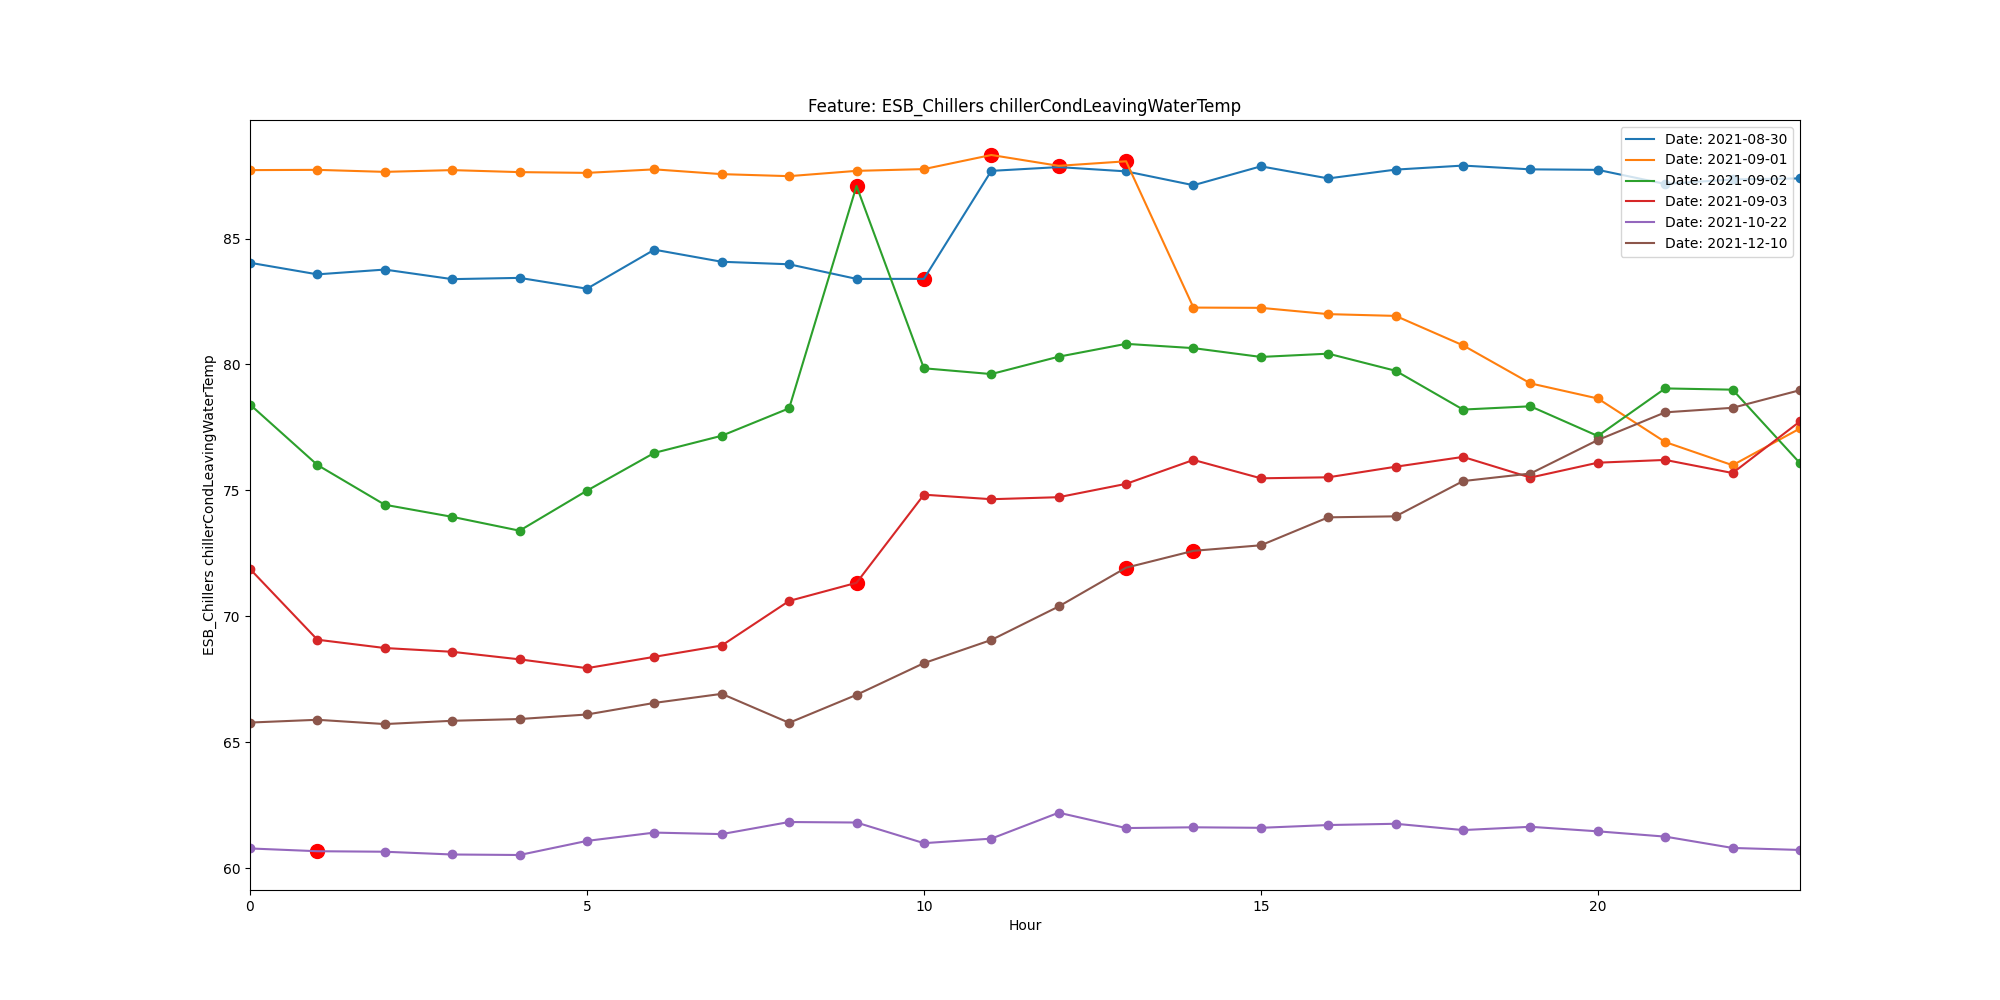 Feature: ESB_Chillers chillerCondLeavingWaterTemp
Date: 2021-08-30
Date: 2021-09-01
Date: 2021-09-02
Date: 2021-09-03
Date: 2021-10-22
Date: 2021-12-10
ESB_Chillers chillerCondLeavingWaterTemp
85
80
75
70
65
60
0 5 10 15 20
Hour